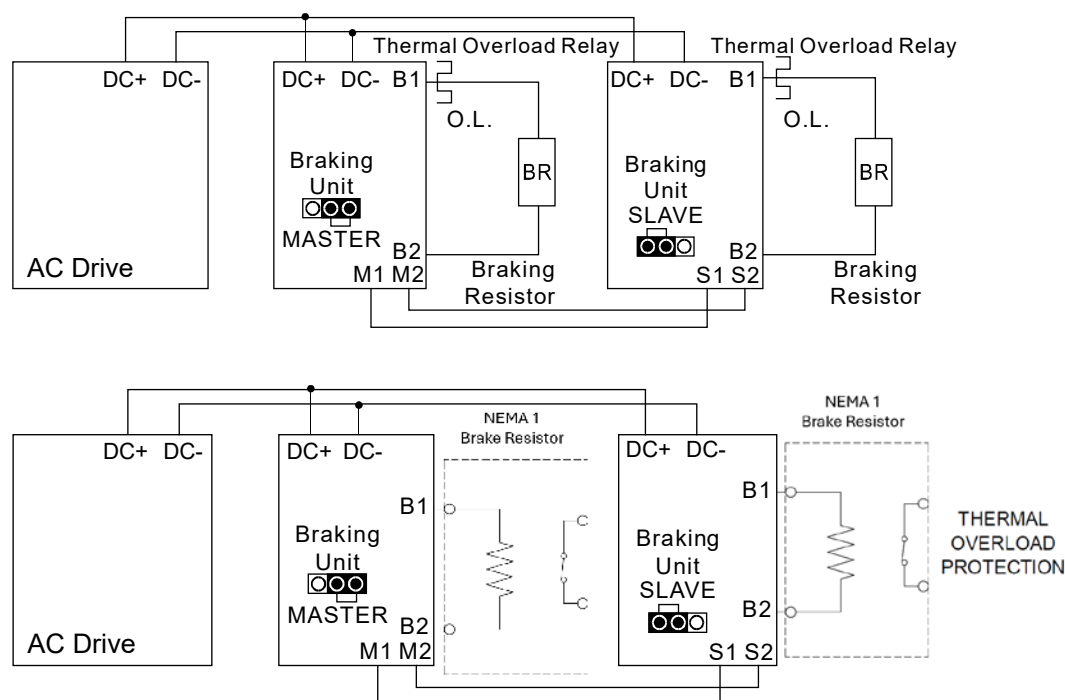 Thermal Overload Relay
Thermal Overload Relay
DC+ DC-
DC+ DC- B1
DC+ DC- B1
O.L.
O.L.
Braking
Unit
MASTER
BR
Braking
Unit
SLAVE
BR
AC Drive
B2
M1 M2
Braking
Resistor
B2
S1 S2
Braking
Resistor
NEMA 1
Brake Resistor
NEMA 1
Brake Resistor
DC+ DC-
DC+ DC-
DC+ DC-
B1
B1
Braking
Unit
MASTER
Braking
Unit
SLAVE
THERMAL
OVERLOAD
PROTECTION
B2
B2
AC Drive
M1 M2
S1 S2